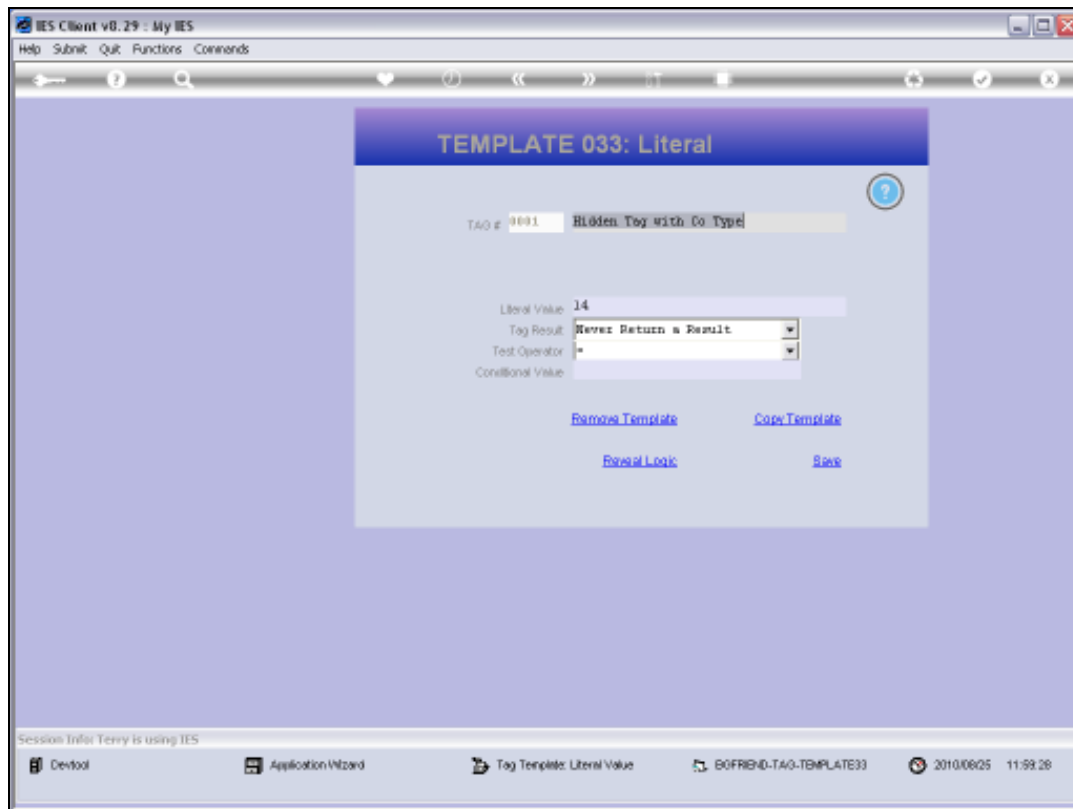 IES Client v8.29 : My IES
Help Submit Quit Functions Commands
TEMPLATE 033: Literal
TAG # 0001 Hidden Tag with Co Type
Literal Value 14
Tag Result Never Return a Result
Test Operator =
Conditional Value
Remove Template Copy Template
Reveal Logic Save
Session Info: Terry is using IES
Devtool Application Wizard Tag Template: Literal Value BGFRIEND-TAG-TEMPLATE33 2010/08/25 11:59:28